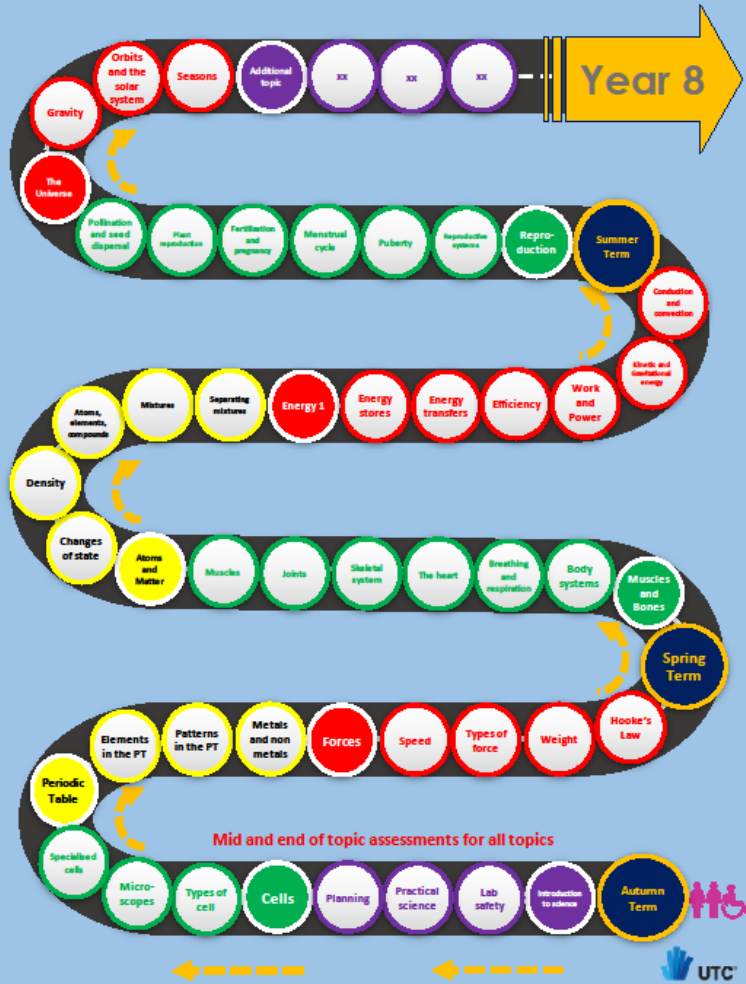 Orbits
and the
solar
system
Seasons
Additional
topic
xx
xx
xx
Year 8
Gravity
The
Universe
Pollination
and seed
dispersal
Plant
reproduction
Fertilization
and
pregnancy
Menstrual
cycle
Puberty
Reproductive
systems
Repro-
duction
Summer
Term
Conduction
and
convection
Kinetic and
Gravitational
energy
Work
and
Power
Efficiency
Energy
transfers
Energy
stores
Energy 1
Separating
mixtures
Mixtures
Atoms,
elements,
compounds
Density
Changes
of state
Atoms
and
Matter
Muscles
Joints
Skeletal
system
The heart
Breathing
and
respiration
Body
systems
Muscles
and
Bones
Spring
Term
Hooke's
Law
Weight
Types of
force
Speed
Forces
Metals
and non
metals
Patterns
in the PT
Elements
in the PT
Periodic
Table
Mid and end of topic assessments for all topics
Specialised
cells
Micro-
scopes
Types of
cell
Cells
Planning
Practical
science
Lab
safety
Introduction
to science
Autumn
Term
UTC